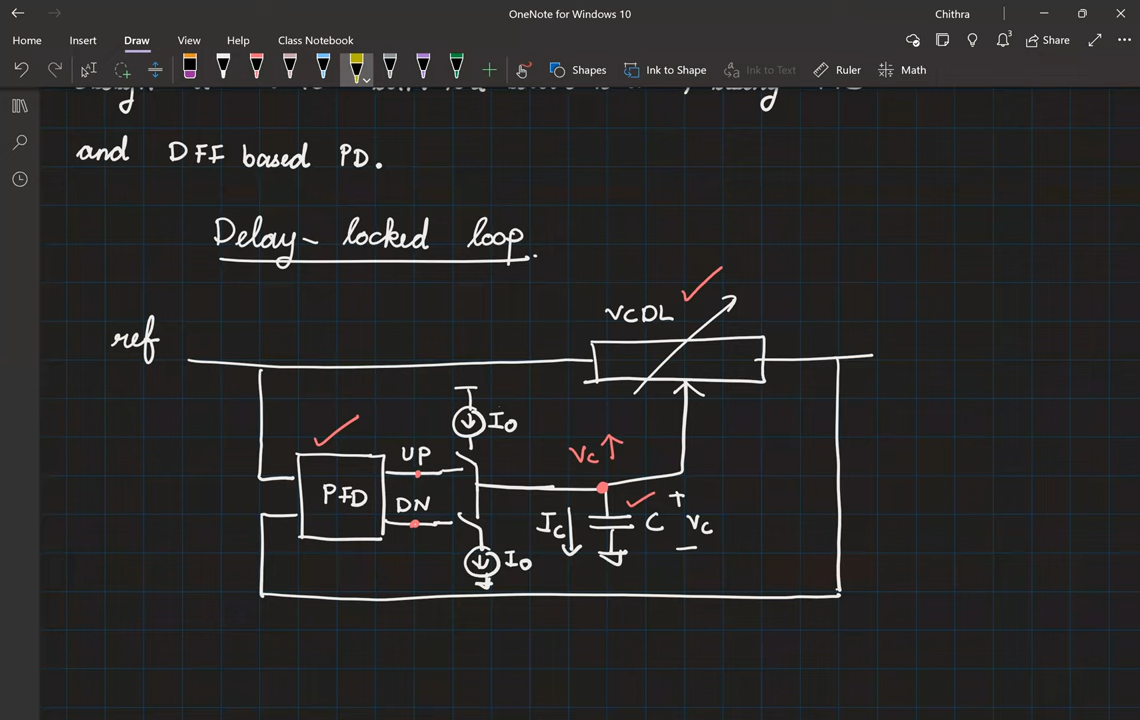 OneNote for Windows 10
Chithra
Home Insert Draw View Help Class Notebook
Share
Shapes Ink to Shape Ink to Text Ruler Math
and DFF based PD.
Delay-locked loop.
ref
VCDL
I0
UP
Vc ↑
PFD
DN
Ic ↓
C
+
Vc
−
I0